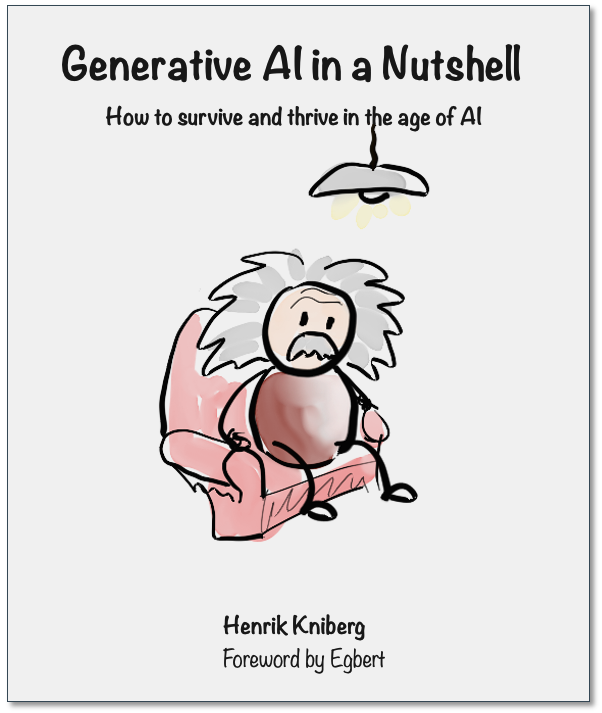 Generative AI in a Nutshell
How to survive and thrive in the age of AI
Henrik Kniberg
Foreword by Egbert